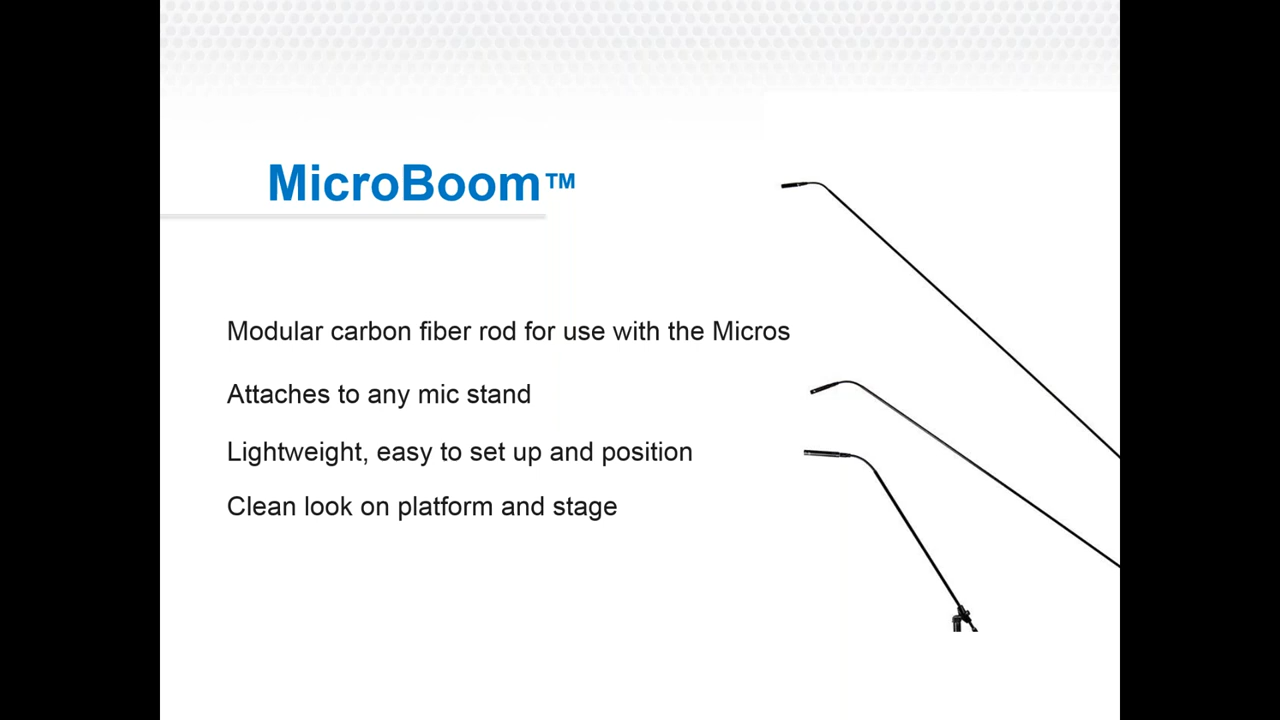 MicroBoom™
Modular carbon fiber rod for use with the Micros
Attaches to any mic stand
Lightweight, easy to set up and position
Clean look on platform and stage